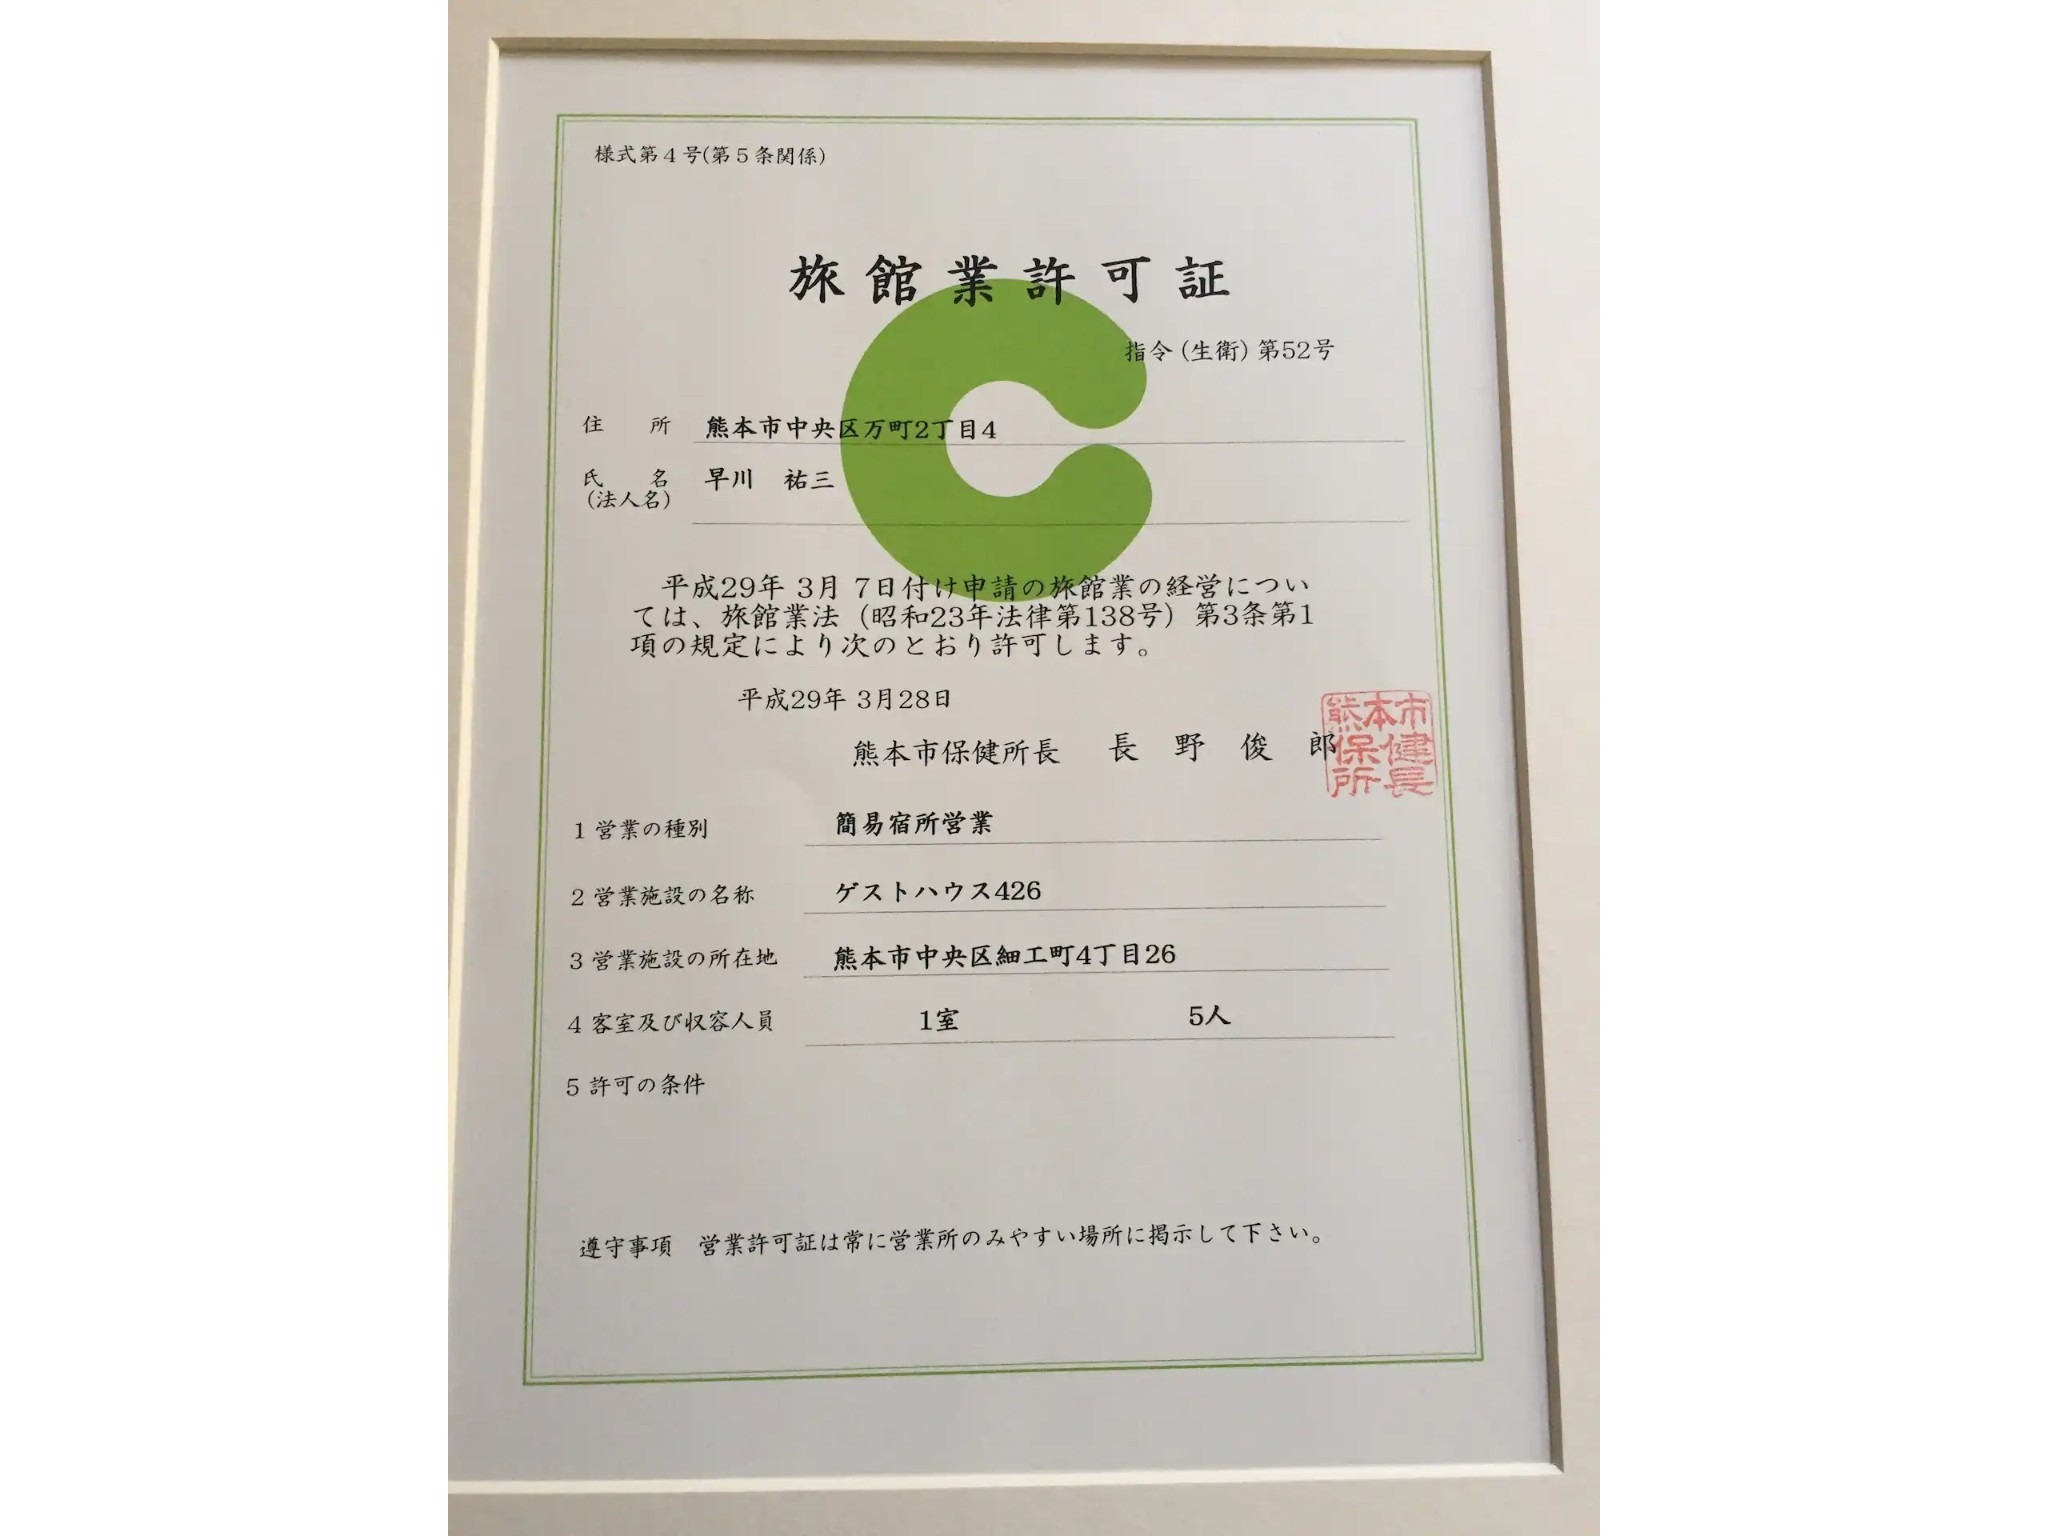 様式第４号(第５条関係)
旅館業許可証
指令（生衛）第52号
住　所　熊本市中央区万町2丁目4
氏　名　早川　祐三
（法人名）
平成29年 3月 7日付け申請の旅館業の経営につい
ては、旅館業法（昭和23年法律第138号）第3条第1
項の規定により次のとおり許可します。
平成29年 3月28日
熊本市保健所長　長野俊郎
熊本市
保健
所長
1 営業の種別　簡易宿所営業
2 営業施設の名称　ゲストハウス426
3 営業施設の所在地　熊本市中央区細工町4丁目26
4 客室及び収容人員　1室　5人
5 許可の条件
遵守事項　営業許可証は常に営業所のみやすい場所に掲示して下さい。